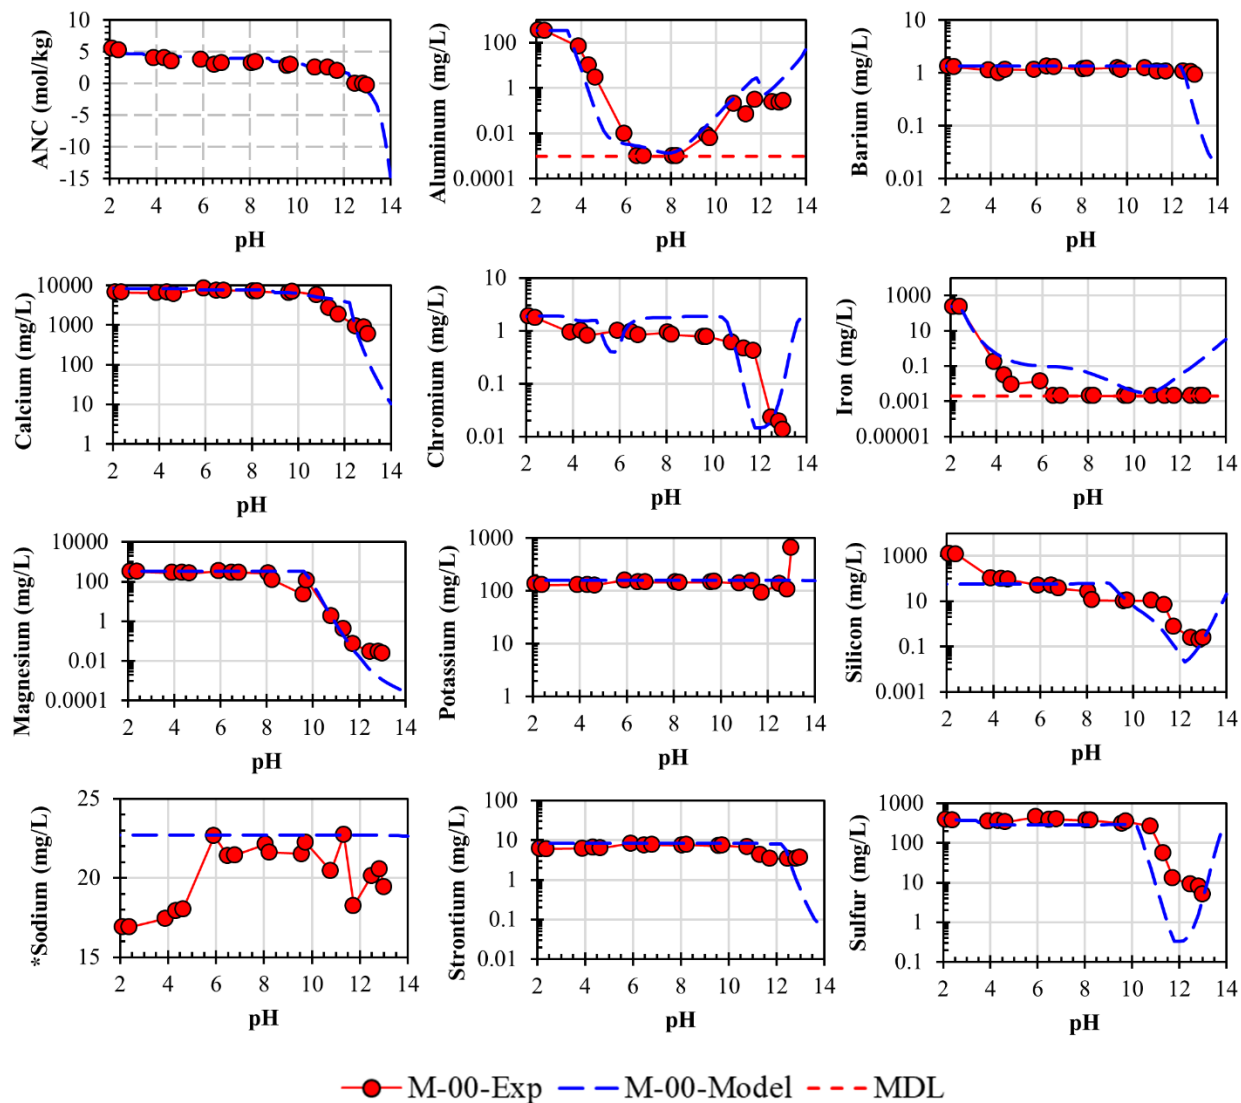 ANC (mol/kg)
10
5
0
-5
-10
-15
2 4 6 8 10 12 14
pH
Aluminum (mg/L)
100
1
0.01
0.0001
2 4 6 8 10 12 14
pH
Barium (mg/L)
10
1
0.1
0.01
2 4 6 8 10 12 14
pH
Calcium (mg/L)
10000
1000
100
10
1
2 4 6 8 10 12 14
pH
Chromium (mg/L)
10
1
0.1
0.01
2 4 6 8 10 12 14
pH
Iron (mg/L)
1000
10
0.1
0.001
0.00001
2 4 6 8 10 12 14
pH
Magnesium (mg/L)
10000
100
1
0.01
0.0001
2 4 6 8 10 12 14
pH
Potassium (mg/L)
1000
100
10
1
2 4 6 8 10 12 14
pH
Silicon (mg/L)
1000
10
0.1
0.001
2 4 6 8 10 12 14
pH
*Sodium (mg/L)
25
20
15
2 4 6 8 10 12 14
pH
Strontium (mg/L)
100
10
1
0.1
0.01
2 4 6 8 10 12 14
pH
Sulfur (mg/L)
1000
100
10
1
0.1
2 4 6 8 10 12 14
pH
M-00-Exp M-00-Model MDL